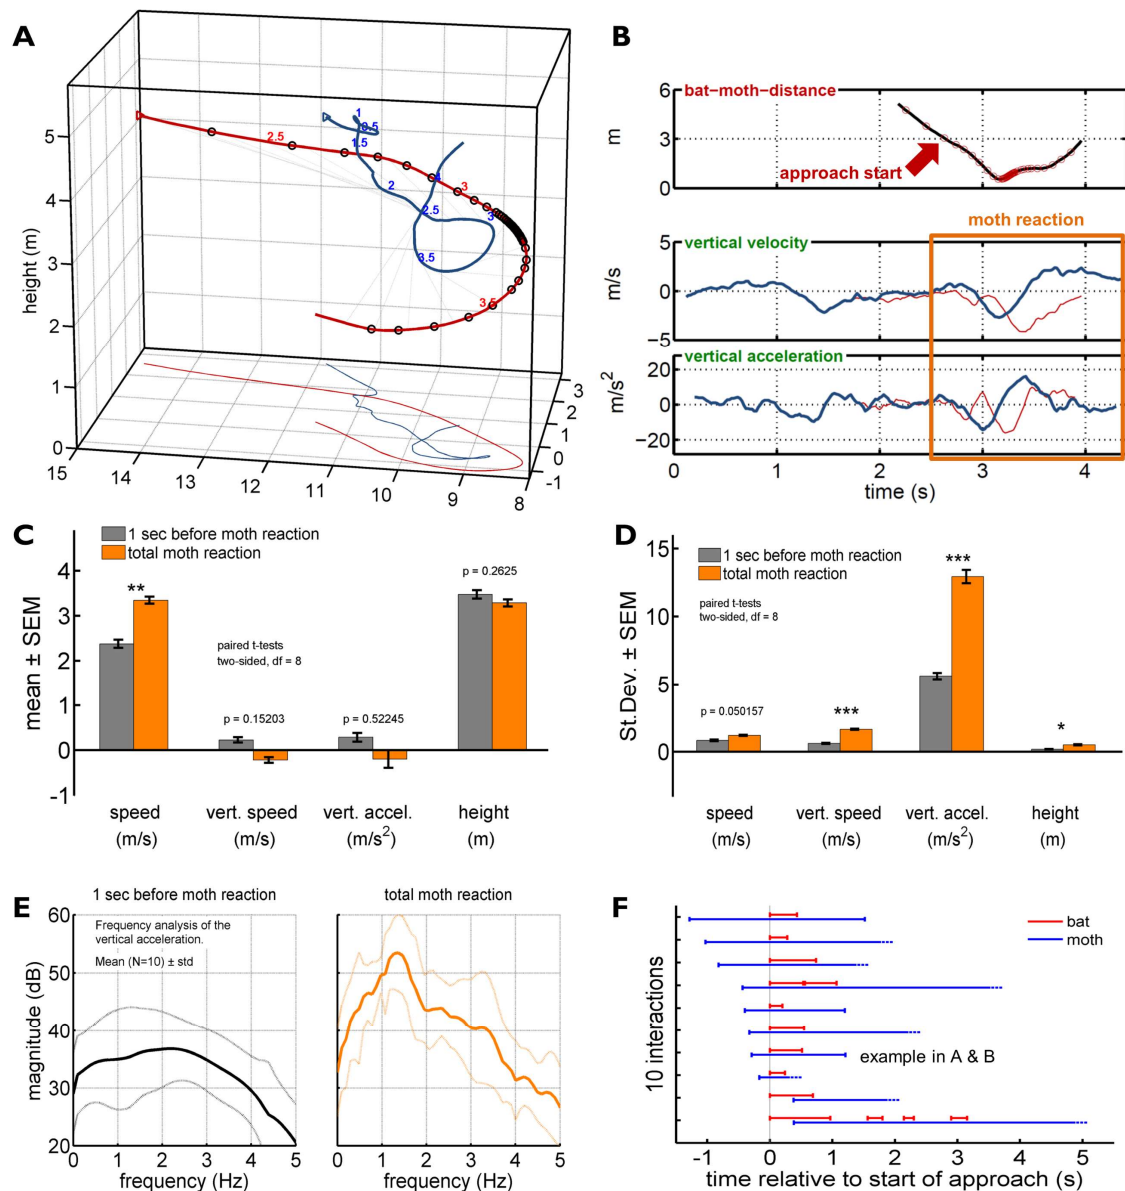 A
height (m)
5
4
3
2
1
0
15
14
13
12
11
10
9
8
3
2
1
0
-1
1
0.5
1.5
2
2.5
3
3.5
4
2.5
3
3.5
B
bat−moth−distance
m
6
3
0
approach start
moth reaction
vertical velocity
m/s
5
0
−5
vertical acceleration
m/s²
20
0
−20
0
1
2
3
4
time (s)
C
1 sec before moth reaction
total moth reaction
mean ± SEM
4
3
2
1
0
-1
**
paired t-tests
two-sided, df = 8
p = 0.15203
p = 0.52245
p = 0.2625
speed
(m/s)
vert. speed
(m/s)
vert. accel.
(m/s²)
height
(m)
D
1 sec before moth reaction
total moth reaction
St.Dev. ± SEM
15
10
5
0
paired t-tests
two-sided, df = 8
p = 0.050157
***
***
*
speed
(m/s)
vert. speed
(m/s)
vert. accel.
(m/s²)
height
(m)
E
1 sec before moth reaction
total moth reaction
Frequency analysis of the
vertical acceleration.
Mean (N=10) ± std
magnitude (dB)
60
50
40
30
20
0
1
2
3
4
5
frequency (Hz)
0
1
2
3
4
5
frequency (Hz)
F
bat
moth
10 interactions
example in A & B
-1
0
1
2
3
4
5
time relative to start of approach (s)